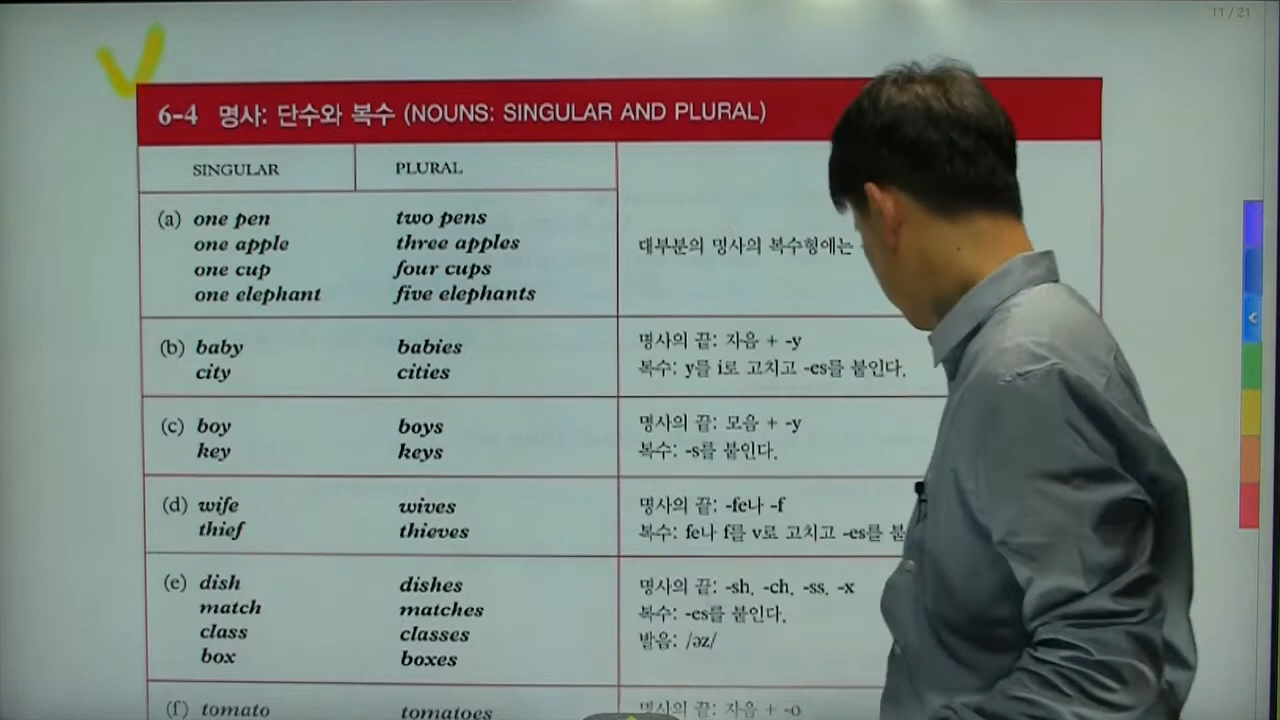 11 / 21
6-4 명사: 단수와 복수 (NOUNS: SINGULAR AND PLURAL)
SINGULAR PLURAL
(a) one pen two pens
one apple three apples
one cup four cups
one elephant five elephants
대부분의 명사의 복수형에는
(b) baby babies
city cities
명사의 끝: 자음 + -y
복수: y를 i로 고치고 -es를 붙인다.
(c) boy boys
key keys
명사의 끝: 모음 + -y
복수: -s를 붙인다.
(d) wife wives
thief thieves
명사의 끝: -fe나 -f
복수: fe나 f를 v로 고치고 -es를 붙
(e) dish dishes
match matches
class classes
box boxes
명사의 끝: -sh, -ch, -ss, -x
복수: -es를 붙인다.
발음: /əz/
(f) tomato tomatoes
명사의 끝: 자음 + -o